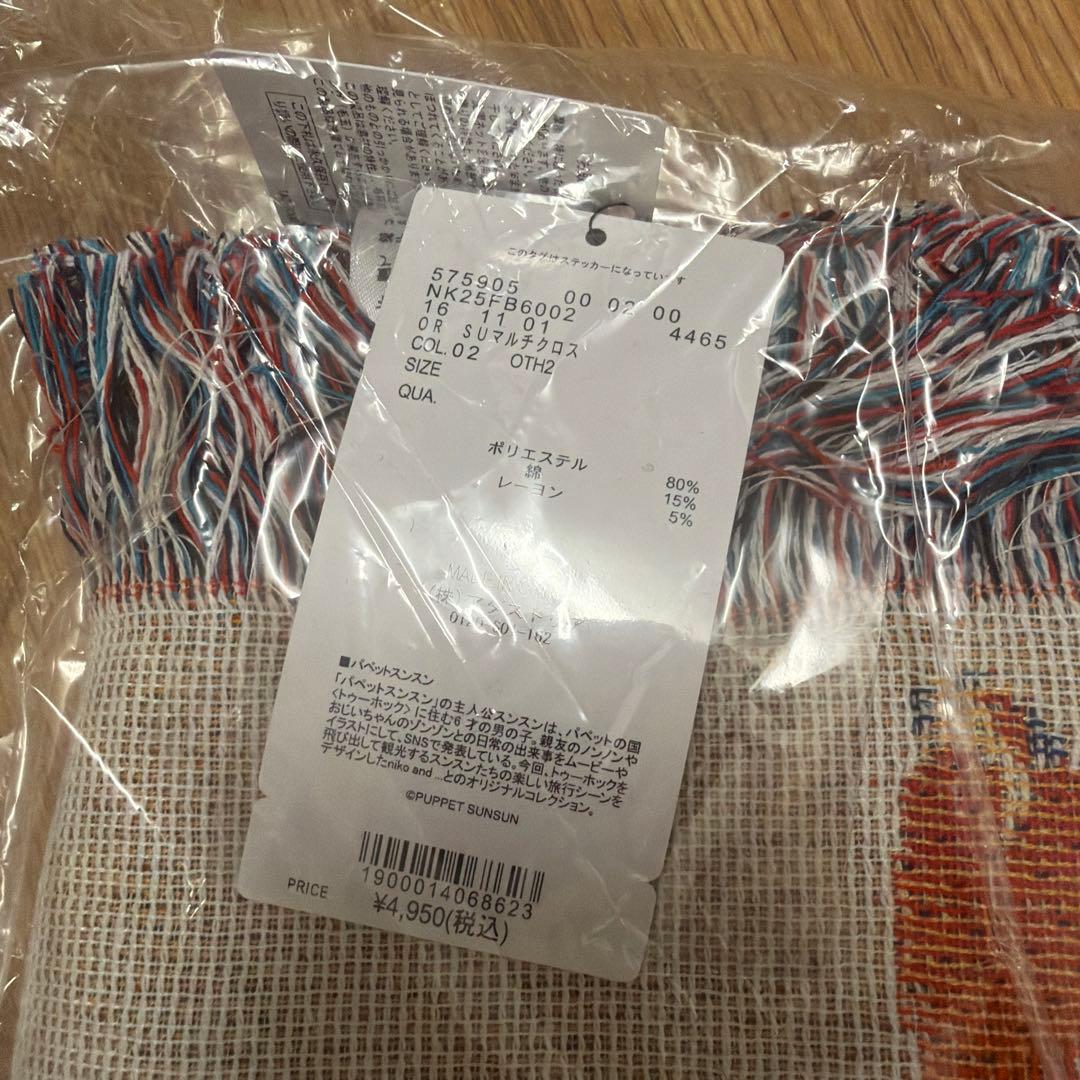 このタグはステッカーになっています
575905 00 02 00
NK25FB6002 4465
16 11 01
OR SUマルチクロス
COL.02 OTH2
SIZE
QUA.
ポリエステル 80%
綿 15%
レーヨン 5%
MADE IN
(株)
■パペットスンスン
「パペットスンスン」の主人公スンスンは、パペットの国
〈トゥーホック〉に住む6才の男の子。親友のノンノンや
おじいちゃんのゾンゾンとの日常の出来事をムービーや
イラストにして、SNSで発表している。今回、トゥーホックを
飛び出して観光するスンスンたちの楽しい旅行シーンを
デザインしたniko and ...とのオリジナルコレクション。
©PUPPET SUNSUN
1900014068623
PRICE ¥4,950(税込)